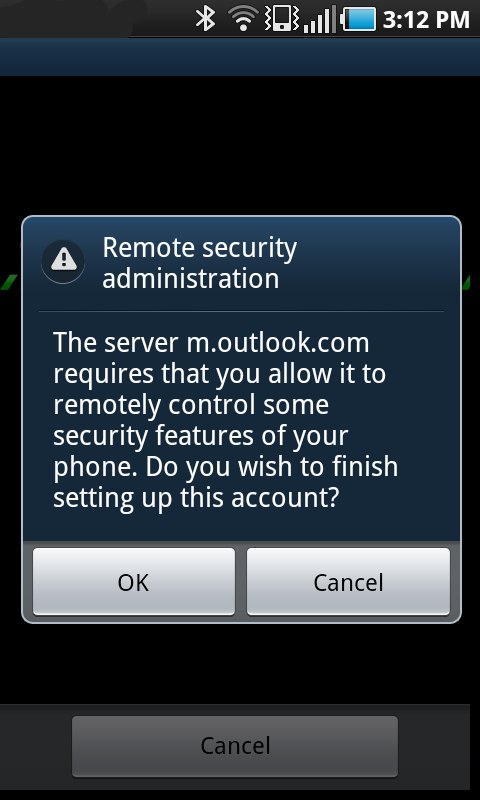 3:12 PM
Remote security
administration
The server m.outlook.com
requires that you allow it to
remotely control some
security features of your
phone. Do you wish to finish
setting up this account?
OK
Cancel
Cancel